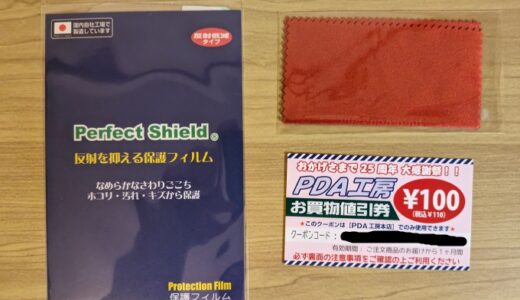 国内自社工場で
製造しています
反射低減
タイプ
Perfect Shield®
反射を抑える保護フィルム
なめらかなさわりごこち
ホコリ・汚れ・キズから保護
Protection Film
保護フィルム
おかげさまで25周年 大感謝祭!!
PDA工房
お買物値引券
¥100
(税込¥110)
★このクーポンは【PDA工房本店】でのみ使用できます★
クーポンコード:
有効期間: ご注文商品のお届けから1ヶ月間
必ず裏面の注意事項をご確認の上ご利用ください